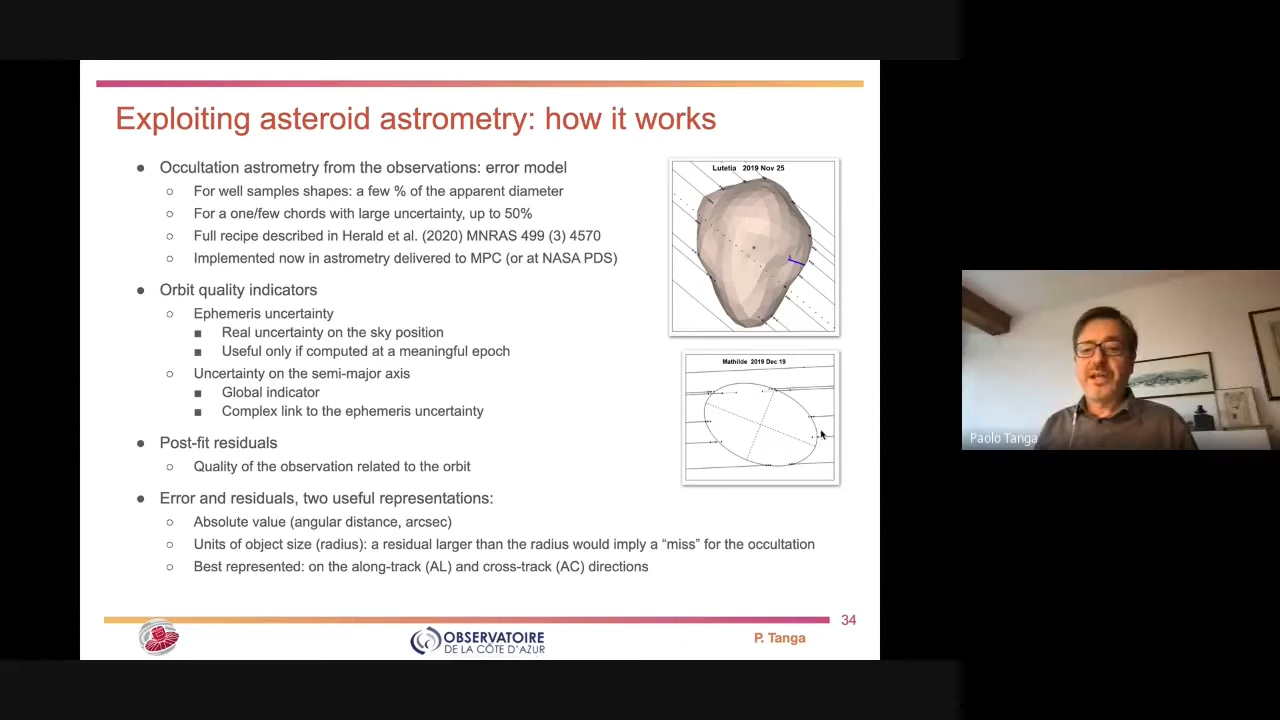 Exploiting asteroid astrometry: how it works
● Occultation astrometry from the observations: error model
○ For well samples shapes: a few % of the apparent diameter
○ For a one/few chords with large uncertainty, up to 50%
○ Full recipe described in Herald et al. (2020) MNRAS 499 (3) 4570
○ Implemented now in astrometry delivered to MPC (or at NASA PDS)
● Orbit quality indicators
○ Ephemeris uncertainty
■ Real uncertainty on the sky position
■ Useful only if computed at a meaningful epoch
○ Uncertainty on the semi-major axis
■ Global indicator
■ Complex link to the ephemeris uncertainty
● Post-fit residuals
○ Quality of the observation related to the orbit
● Error and residuals, two useful representations:
○ Absolute value (angular distance, arcsec)
○ Units of object size (radius): a residual larger than the radius would imply a “miss” for the occultation
○ Best represented: on the along-track (AL) and cross-track (AC) directions
Lutetia 2019 Nov 25
Mathilde 2019 Dec 19
34
OBSERVATOIRE
DE LA CÔTE D'AZUR
P. Tanga
Paolo Tanga